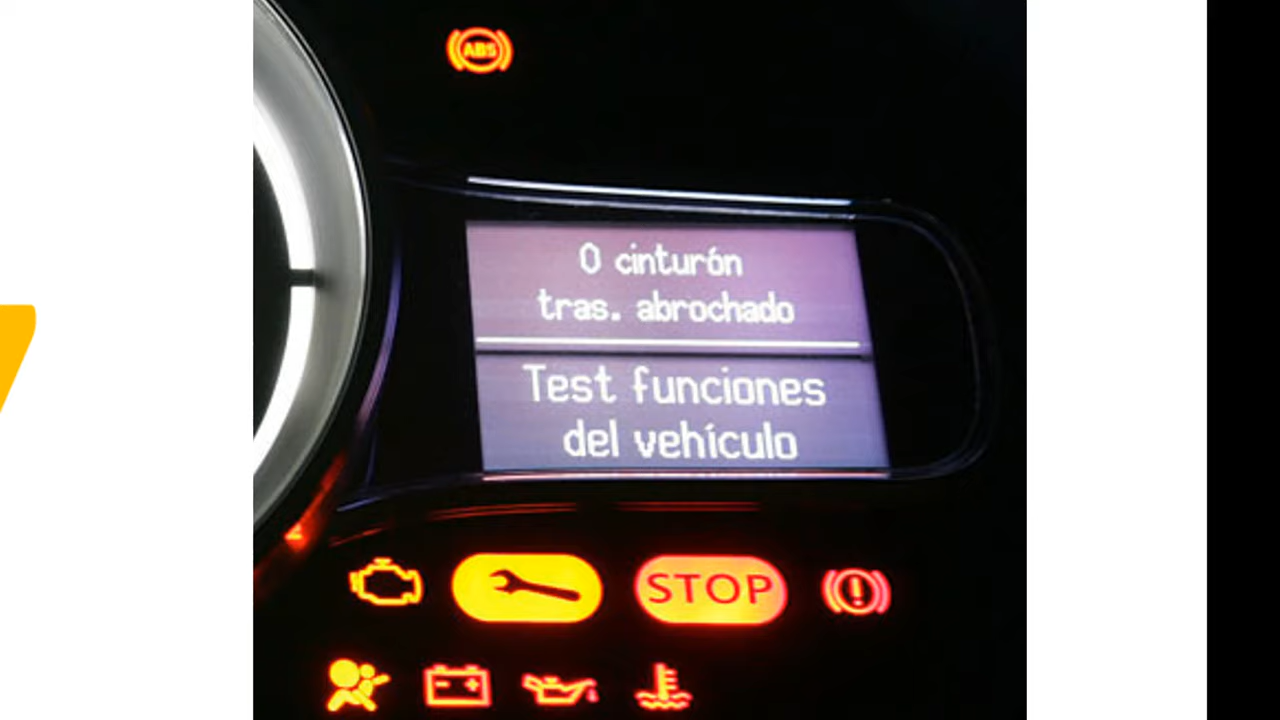 ABS
0 cinturón
tras. abrochado
Test funciones
del vehículo
STOP